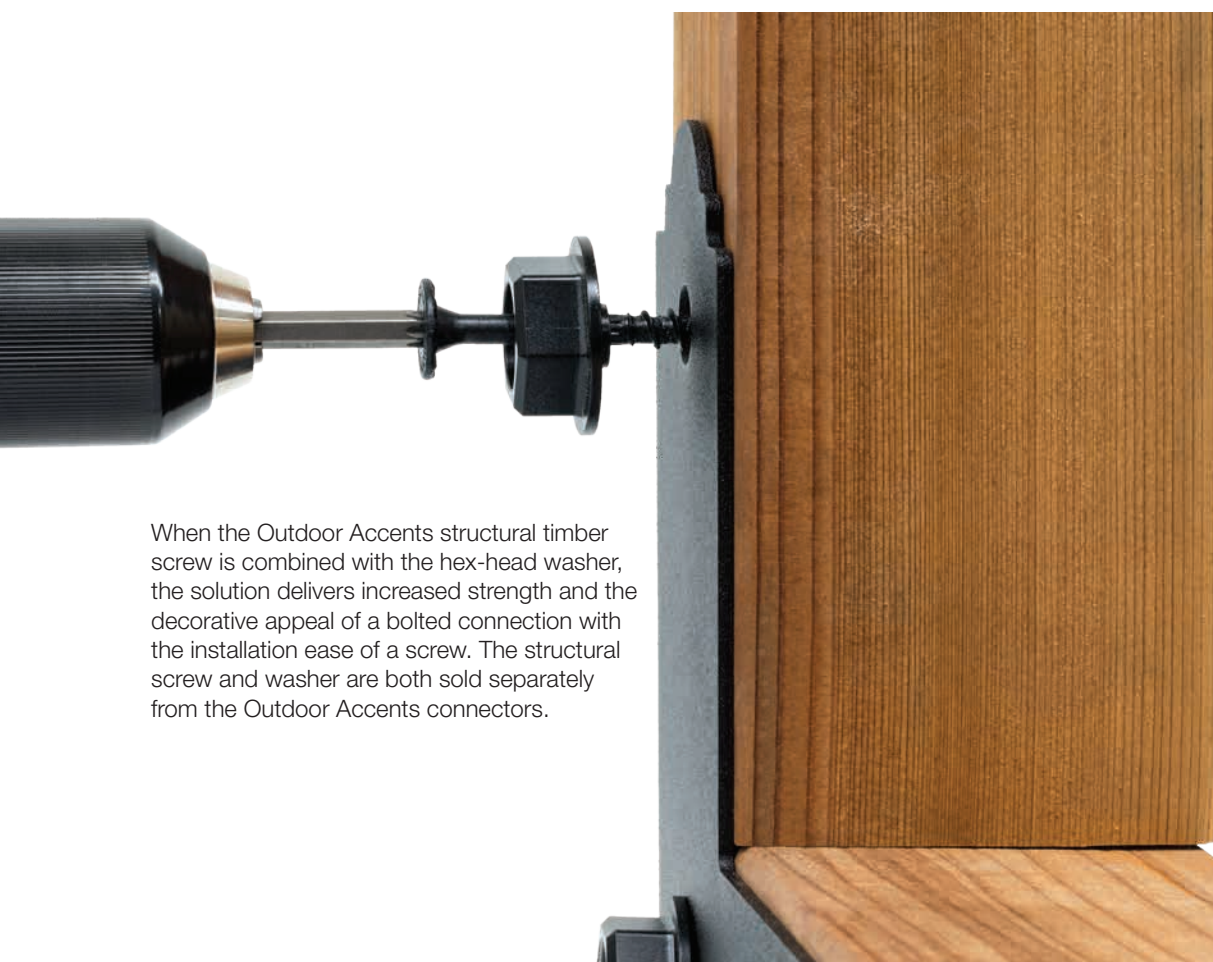 When the Outdoor Accents structural timber
screw is combined with the hex-head washer,
the solution delivers increased strength and the
decorative appeal of a bolted connection with
the installation ease of a screw. The structural
screw and washer are both sold separately
from the Outdoor Accents connectors.